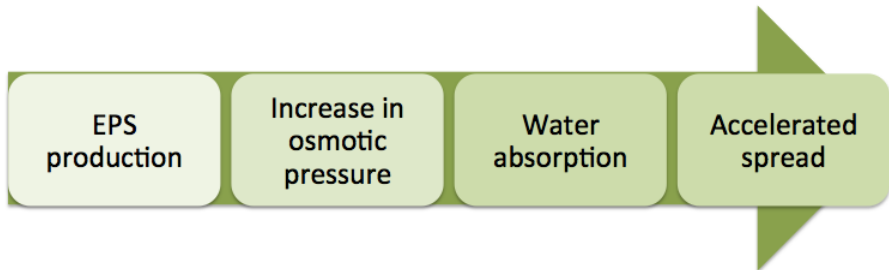 EPS
production
Increase in
osmotic
pressure
Water
absorption
Accelerated
spread